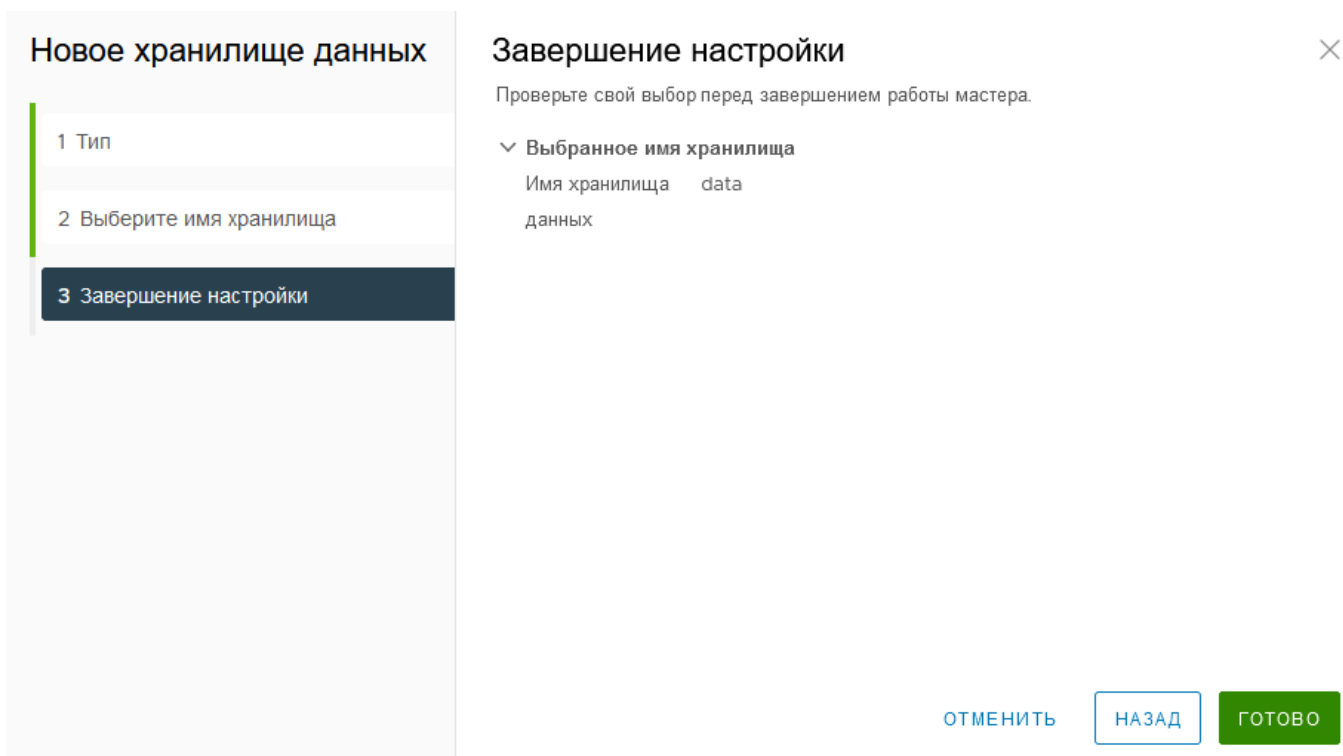 Новое хранилище данных
1 Тип
2 Выберите имя хранилища
3 Завершение настройки
Завершение настройки
Проверьте свой выбор перед завершением работы мастера.
Выбранное имя хранилища
Имя хранилища data
данных
ОТМЕНИТЬ НАЗАД ГОТОВО